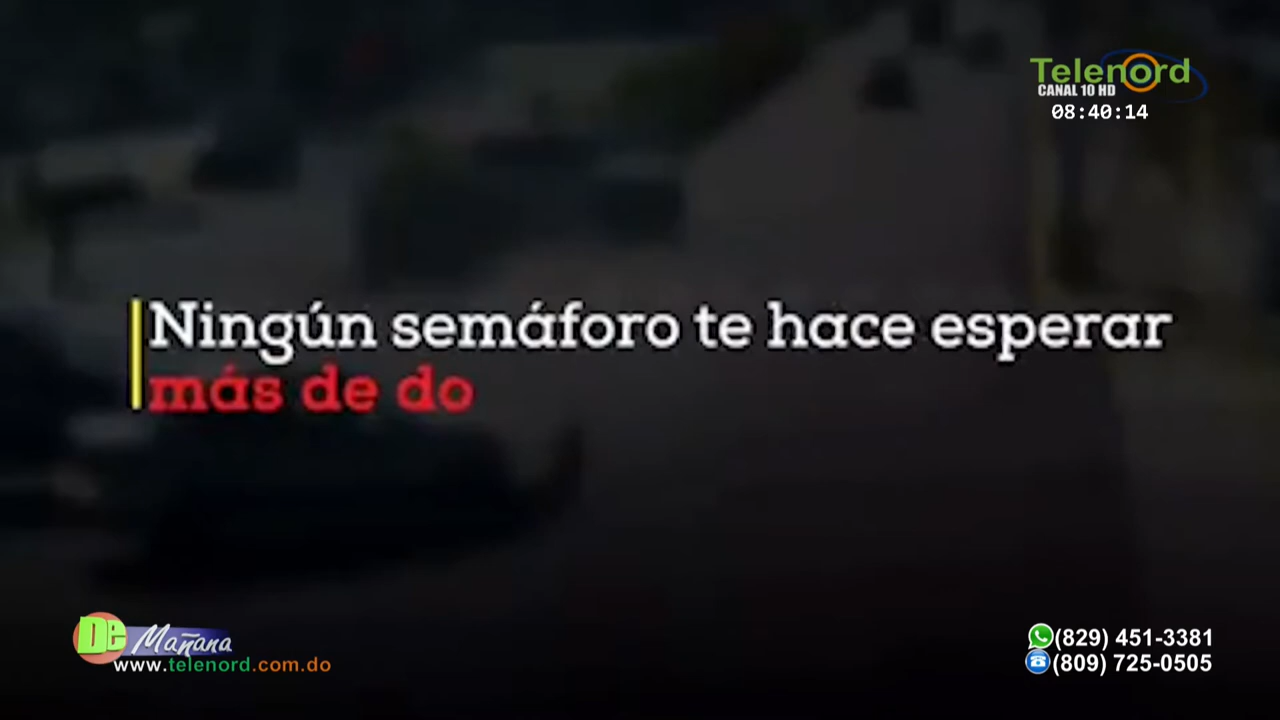 Telenord
CANAL 10 HD
08:40:14
Ningún semáforo te hace esperar
más de do
De Mañana
www.telenord.com.do
(829) 451-3381
(809) 725-0505